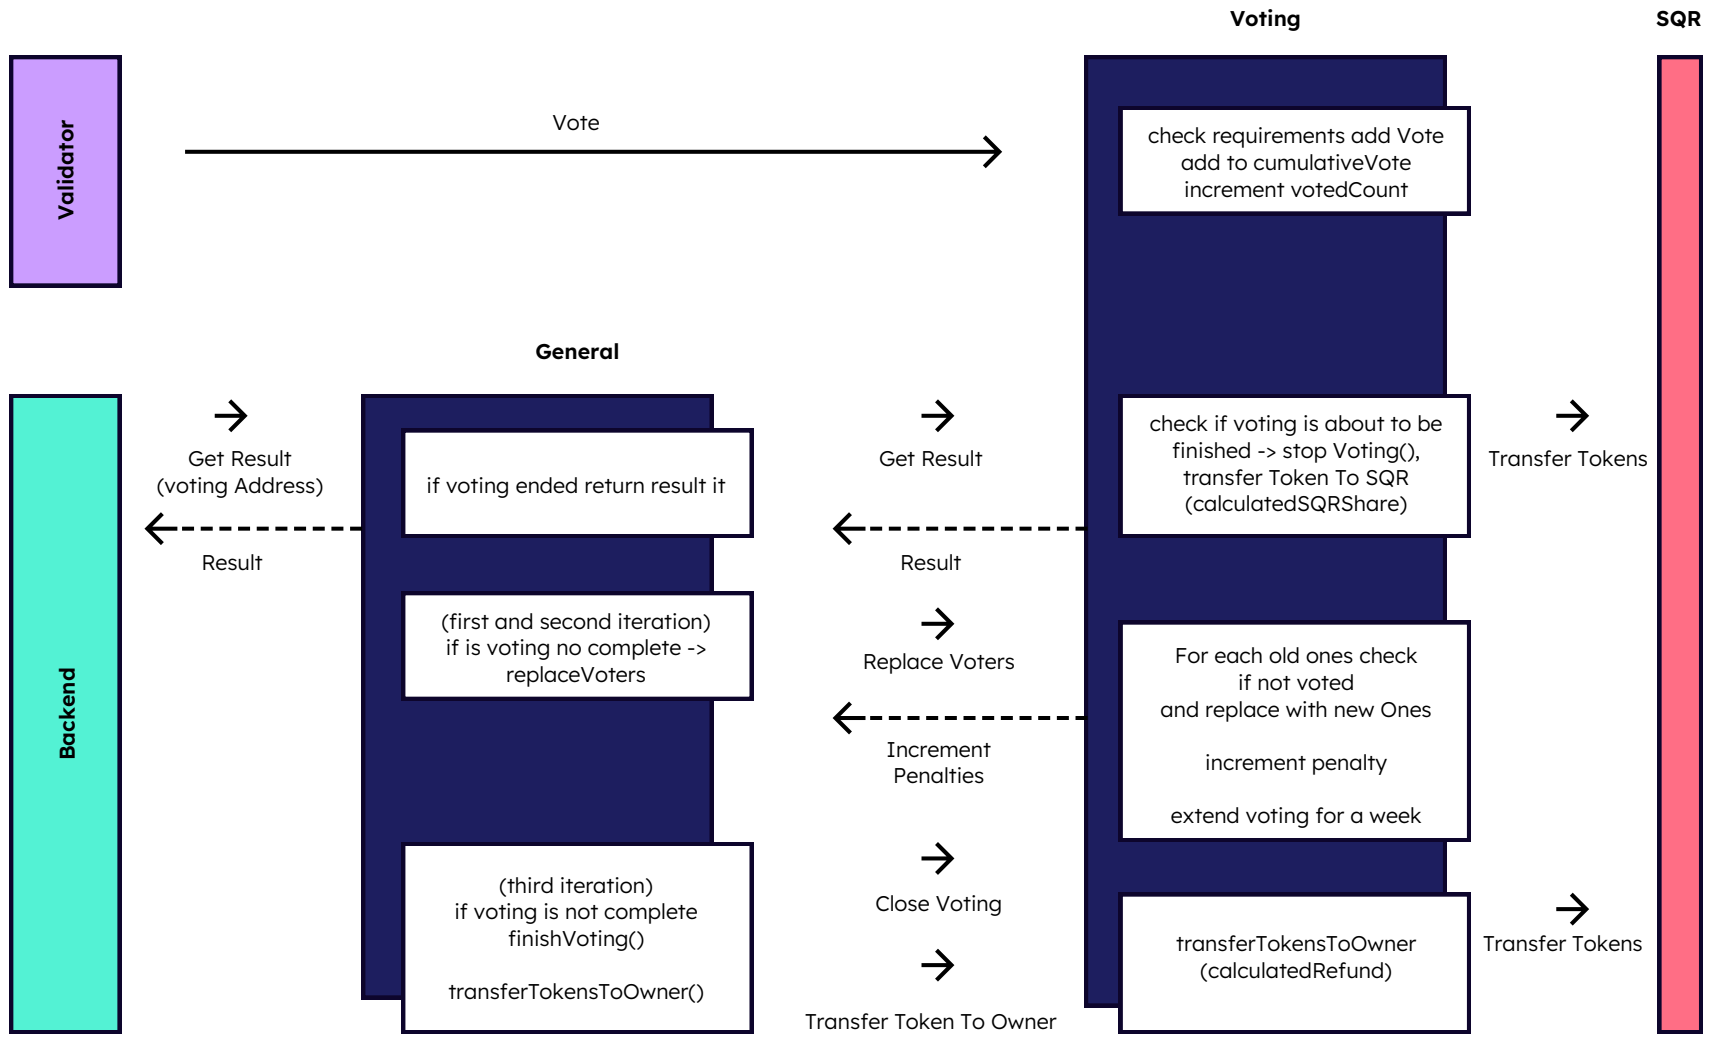 Voting
SQR
Validator
Vote
check requirements add Vote
add to cumulativeVote
increment votedCount
General
Backend
Get Result
(voting Address)
Result
if voting ended return result it
Get Result
Result
check if voting is about to be
finished -> stop Voting(),
transfer Token To SQR
(calculatedSQRShare)
Transfer Tokens
(first and second iteration)
if is voting no complete ->
replaceVoters
Replace Voters
Increment
Penalties
For each old ones check
if not voted
and replace with new Ones
increment penalty
extend voting for a week
(third iteration)
if voting is not complete
finishVoting()
transferTokensToOwner()
Close Voting
Transfer Token To Owner
transferTokensToOwner
(calculatedRefund)
Transfer Tokens